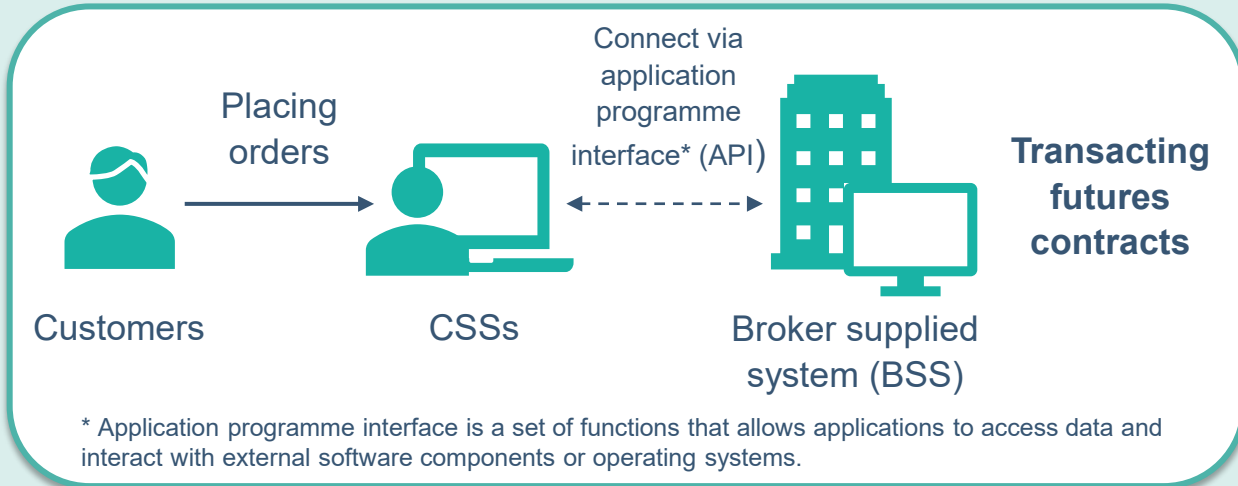 Placing
orders
Connect via
application
programme
interface* (API)
Transacting
futures
contracts
Customers
CSSs
Broker supplied
system (BSS)
* Application programme interface is a set of functions that allows applications to access data and
interact with external software components or operating systems.